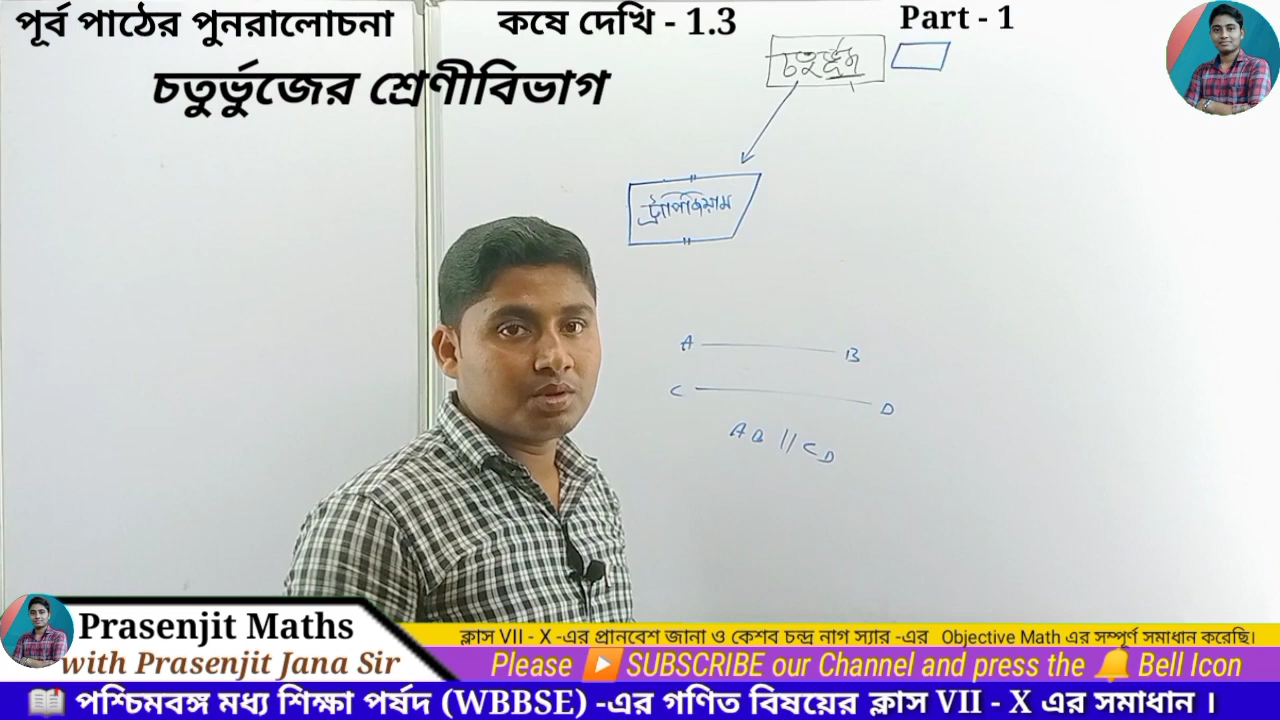 পূর্ব পাঠের পুনরালোচনা কষে দেখি - 1.3 Part - 1
চতুর্ভুজের শ্রেণীবিভাগ
চতুর্ভুজ
ট্রাপিজিয়াম
A B
C D
AB // CD
Prasenjit Maths
with Prasenjit Jana Sir
ক্লাস VII - X -এর প্রানবেশ জানা ও কেশব চন্দ্র নাগ স্যার -এর Objective Math এর সম্পূর্ণ সমাধান করেছি।
Please ▶️ SUBSCRIBE our Channel and press the 🔔 Bell Icon
📖 পশ্চিমবঙ্গ মধ্য শিক্ষা পর্ষদ (WBBSE) -এর গণিত বিষয়ের ক্লাস VII - X এর সমাধান ।